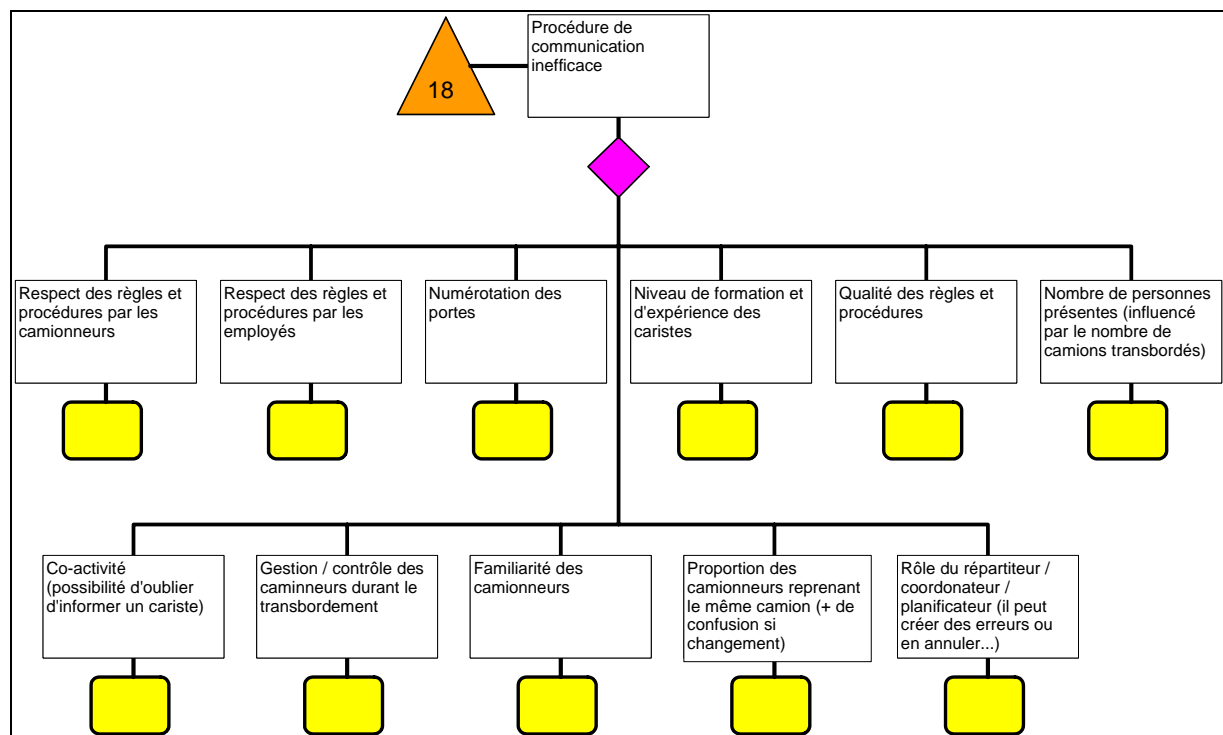 Procédure de
communication
inefficace
18
Respect des règles et
procédures par les
camionneurs
Respect des règles et
procédures par les
employés
Numérotation des
portes
Niveau de formation et
d'expérience des
caristes
Qualité des règles et
procédures
Nombre de personnes
présentes (influencé
par le nombre de
camions transbordés)
Co-activité
(possibilité d'oublier
d'informer un cariste)
Gestion / contrôle des
caminneurs durant le
transbordement
Familiarité des
camionneurs
Proportion des
camionneurs reprenant
le même camion (+ de
confusion si
changement)
Rôle du répartiteur /
coordonateur /
planificateur (il peut
créer des erreurs ou
en annuler...)